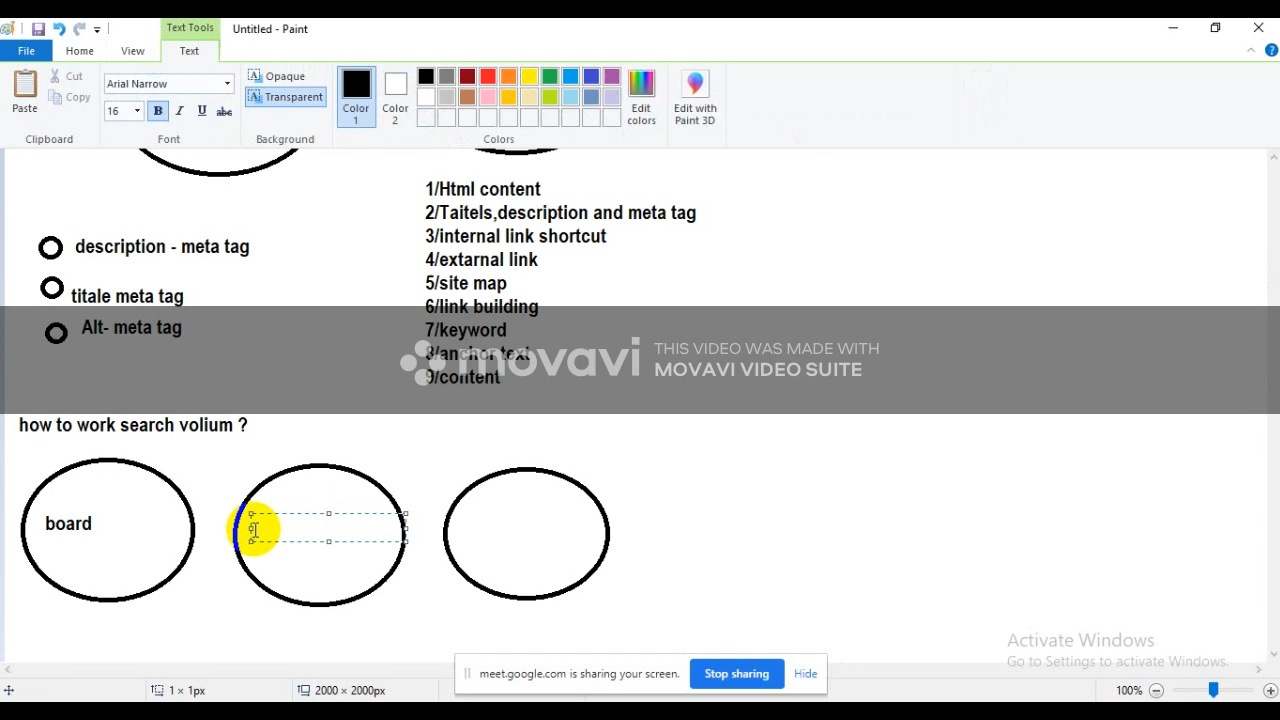 Text Tools
Untitled - Paint
File
Home
View
Text
Paste
Cut
Copy
Clipboard
Arial Narrow
16
B I U abc
Font
Opaque
Transparent
Background
Color 1
Color 2
Edit colors
Colors
Edit with Paint 3D
1/Html content
2/Taitels,description and meta tag
3/internal link shortcut
4/extarnal link
5/site map
6/link building
7/keyword
8/anchor text
9/content
description - meta tag
titale meta tag
Alt- meta tag
movavi
THIS VIDEO WAS MADE WITH
MOVAVI VIDEO SUITE
how to work search volium ?
board
Activate Windows
Go to Settings to activate Windows.
meet.google.com is sharing your screen.
Stop sharing
Hide
1 × 1px
2000 × 2000px
100%